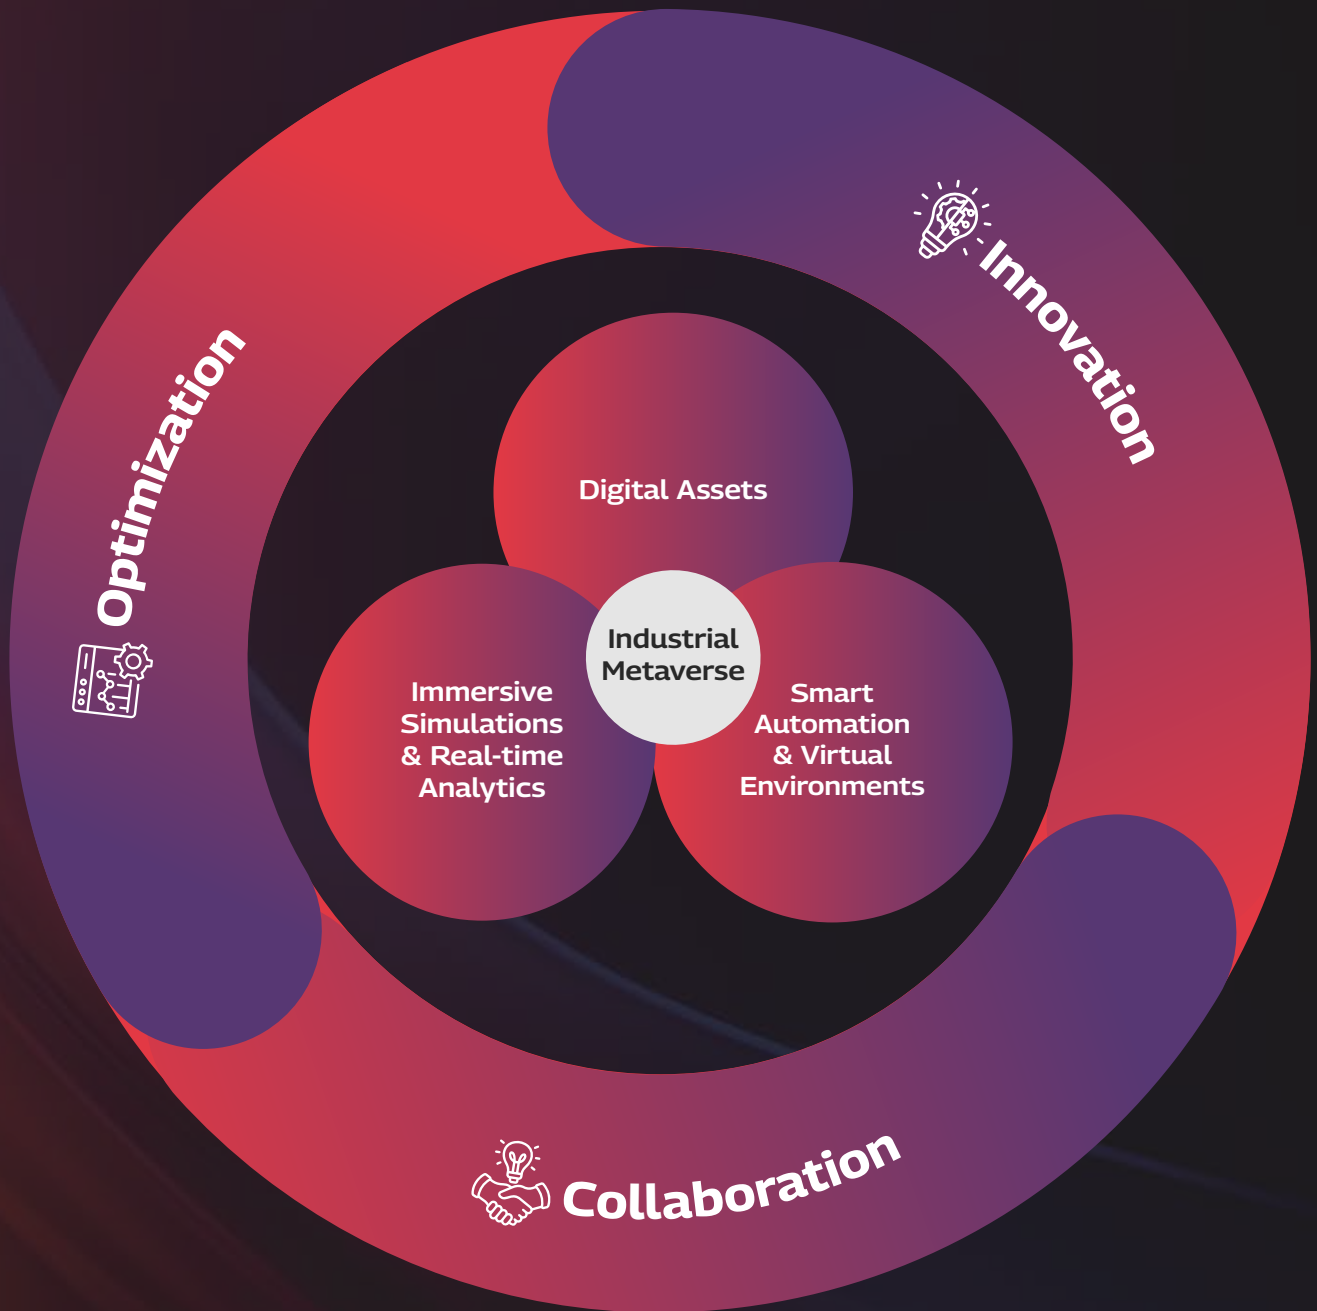 Innovation
Optimization
Digital Assets
Industrial
Metaverse
Immersive
Simulations
& Real-time
Analytics
Smart
Automation
& Virtual
Environments
Collaboration